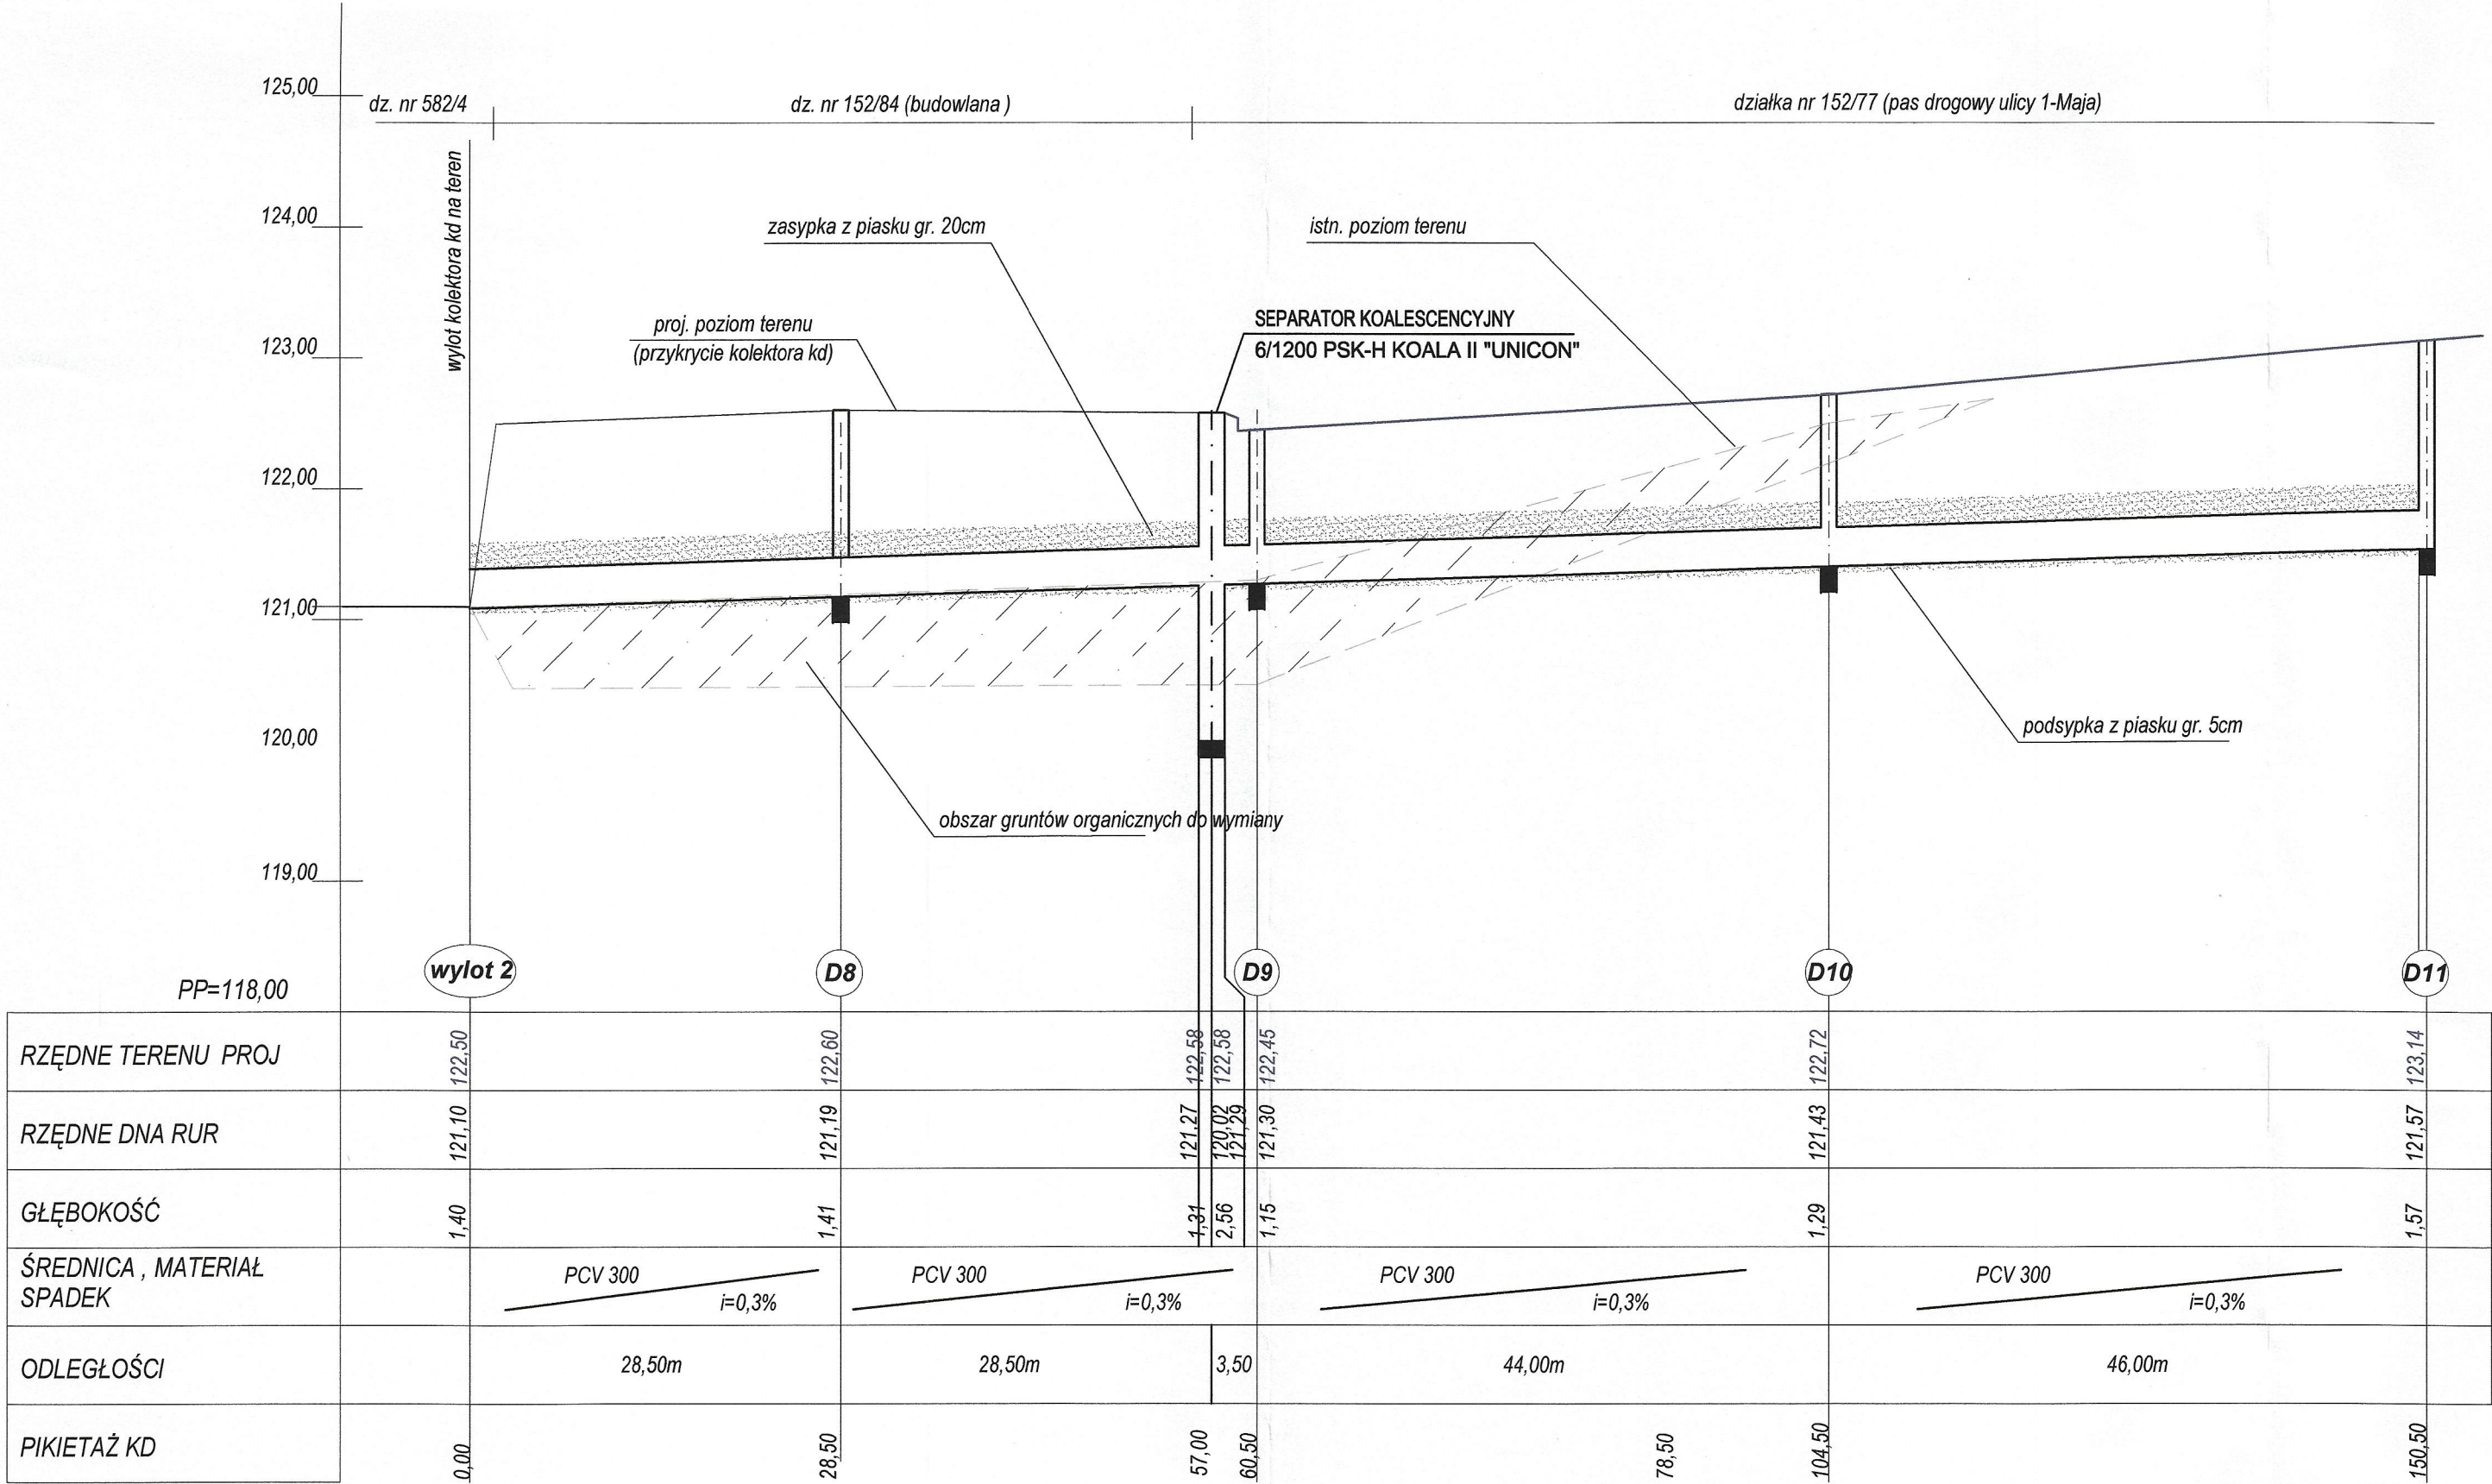 125,00
dz. nr 582/4
dz. nr 152/84 (budowlana )
działka nr 152/77 (pas drogowy ulicy 1-Maja)
wylot kolektora kd na teren
124,00
zasypka z piasku gr. 20cm
istn. poziom terenu
proj. poziom terenu
(przykrycie kolektora kd)
SEPARATOR KOALESCENCYJNY
6/1200 PSK-H KOALA II "UNICON"
123,00
122,00
121,00
120,00
podsypka z piasku gr. 5cm
obszar gruntów organicznych do wymiany
119,00
wylot 2
D8
D9
D10
D11
PP=118,00
RZĘDNE TERENU PROJ
122,50
122,60
122,58
122,58
122,45
122,72
123,14
RZĘDNE DNA RUR
121,10
121,19
121,27
120,02
121,29
121,30
121,43
121,57
GŁĘBOKOŚĆ
1,40
1,41
1,31
2,56
1,15
1,29
1,57
ŚREDNICA , MATERIAŁ
SPADEK
PCV 300
i=0,3%
PCV 300
i=0,3%
PCV 300
i=0,3%
PCV 300
i=0,3%
ODLEGŁOŚCI
28,50m
28,50m
3,50
44,00m
46,00m
PIKIETAŻ KD
0,00
28,50
57,00
60,50
78,50
104,50
150,50